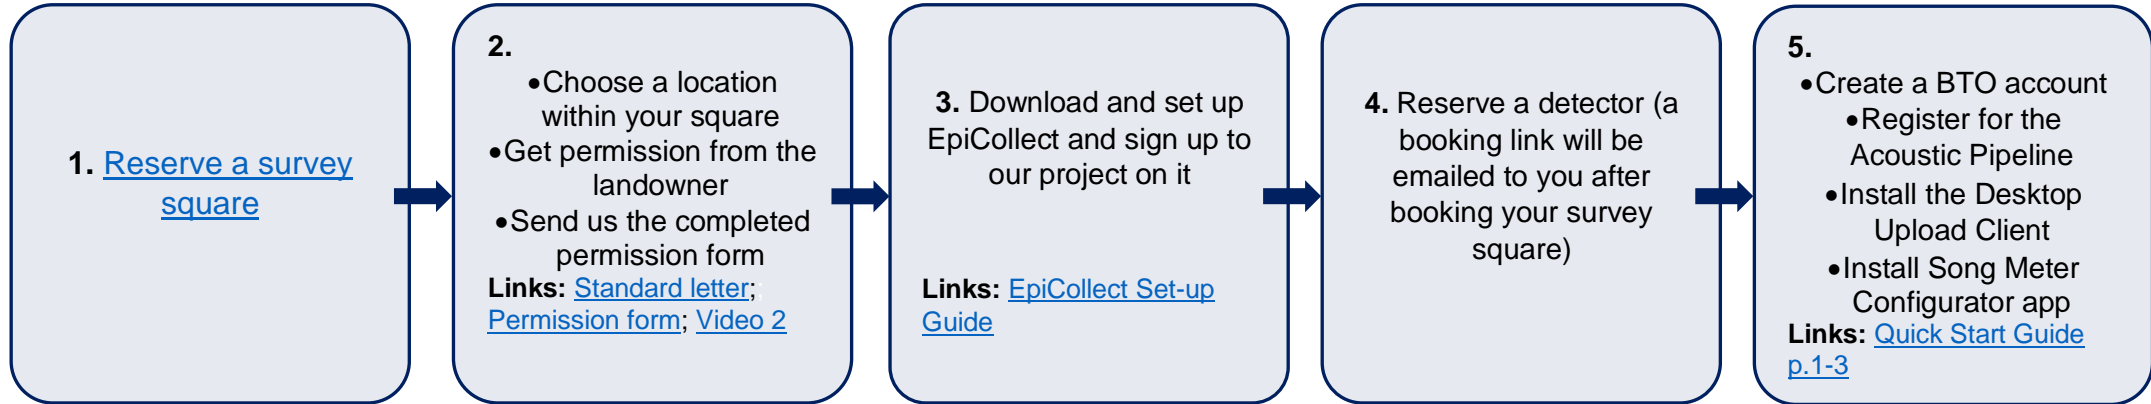 1. Reserve a survey
square
2.
•Choose a location
within your square
•Get permission from the
landowner
•Send us the completed
permission form
Links: Standard letter;
Permission form; Video 2
3. Download and set up
EpiCollect and sign up to
our project on it
Links: EpiCollect Set-up
Guide
4. Reserve a detector (a
booking link will be
emailed to you after
booking your survey
square)
5.
•Create a BTO account
•Register for the
Acoustic Pipeline
•Install the Desktop
Upload Client
•Install Song Meter
Configurator app
Links: Quick Start Guide
p.1-3